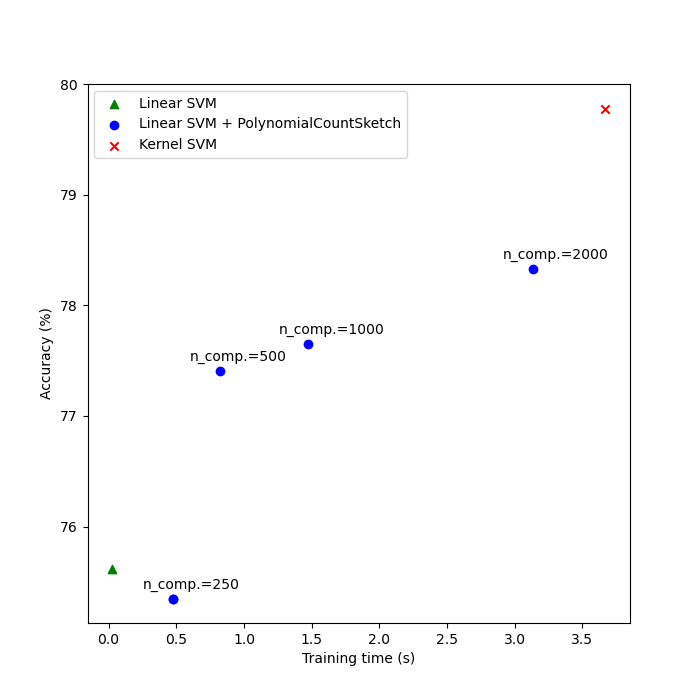 80
Linear SVM
Linear SVM + PolynomialCountSketch
Kernel SVM
79
n_comp.=2000
78
n_comp.=1000
n_comp.=500
Accuracy (%)
77
76
n_comp.=250
0.0 0.5 1.0 1.5 2.0 2.5 3.0 3.5
Training time (s)